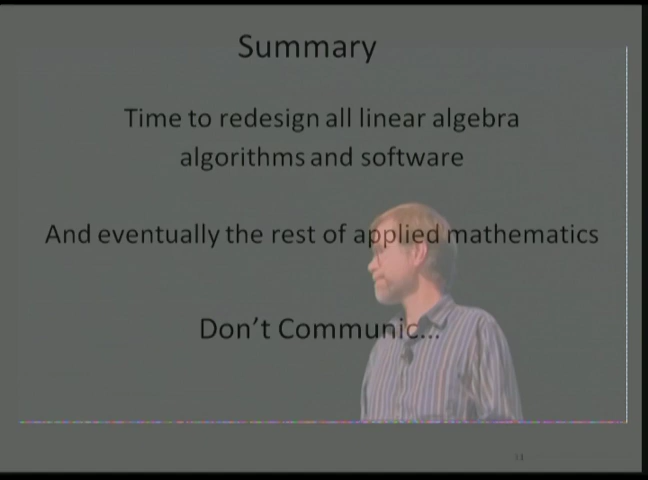 Summary
Time to redesign all linear algebra
algorithms and software
And eventually the rest of applied mathematics
Don't Communic...